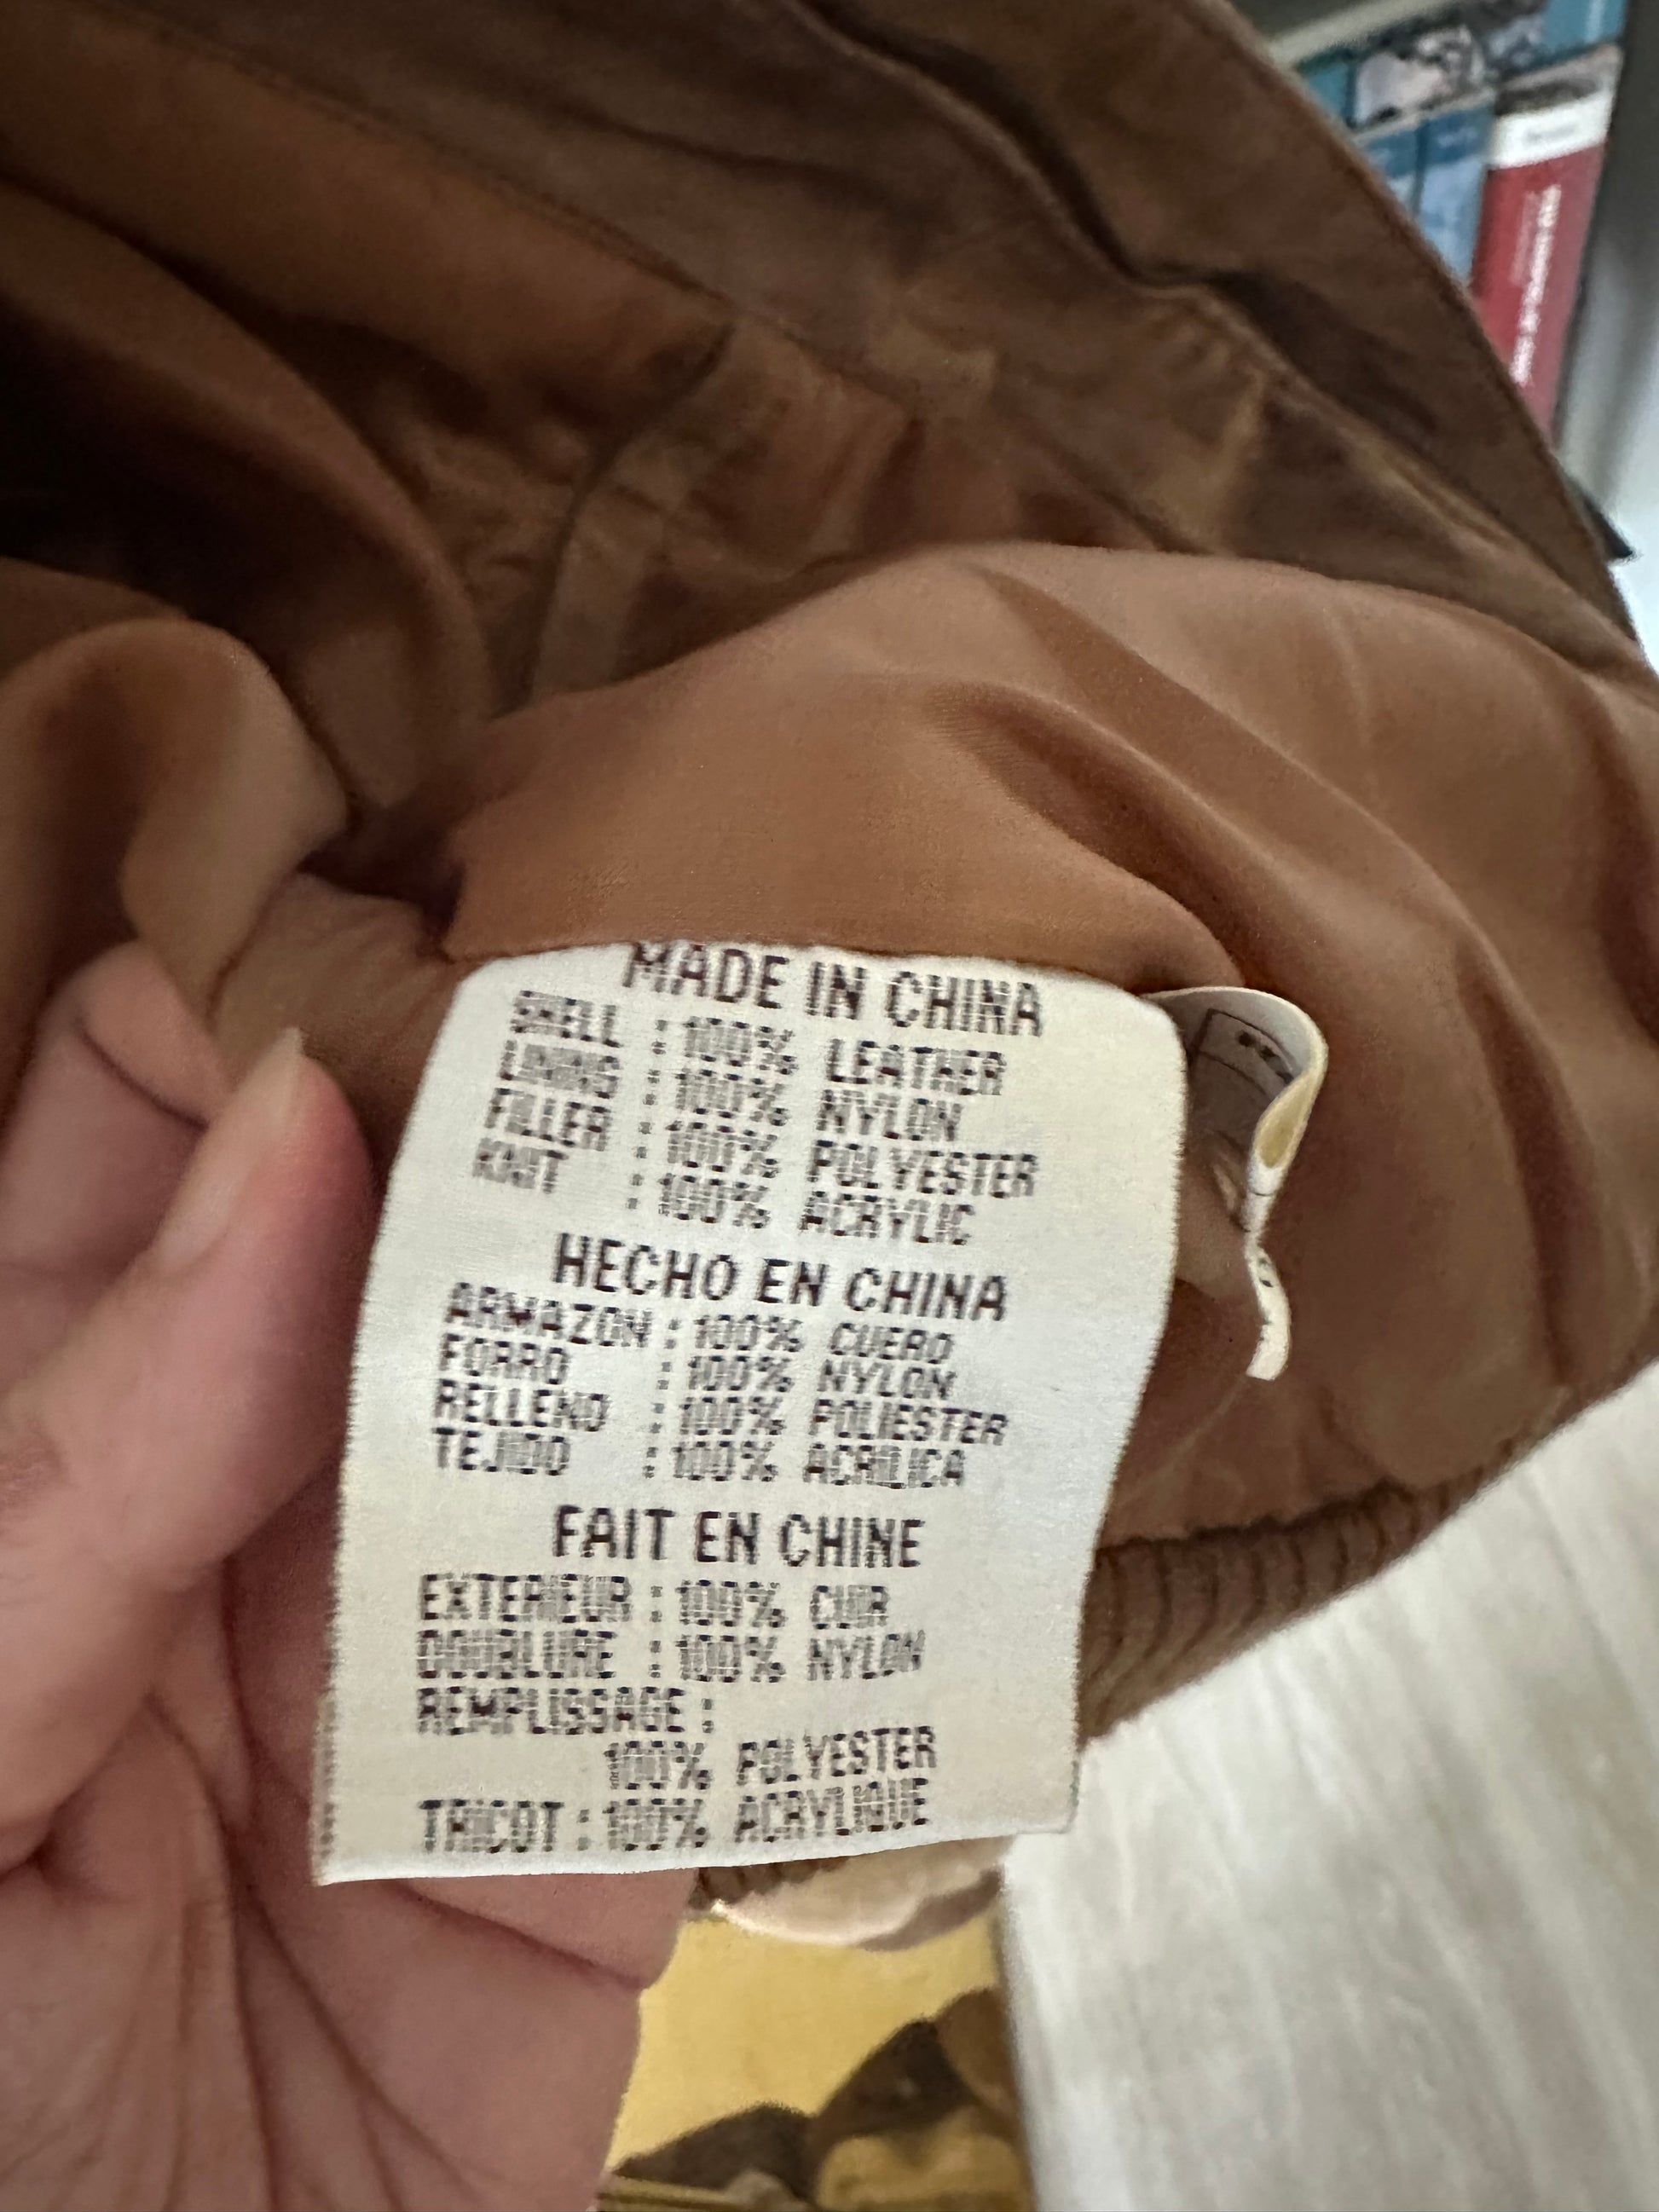 MADE IN CHINA
SHELL : 100% LEATHER
LINING : 100% NYLON
FILLER : 100% POLYESTER
KNIT : 100% ACRYLIC
HECHO EN CHINA
ARMAZON : 100% CUERO
FORRO : 100% NYLON
RELLENO : 100% POLIESTER
TEJIDO : 100% ACRILICA
FAIT EN CHINE
EXTERIEUR : 100% CUIR
DOUBLURE : 100% NYLON
REMPLISSAGE :
100% POLYESTER
TRICOT : 100% ACRYLIQUE